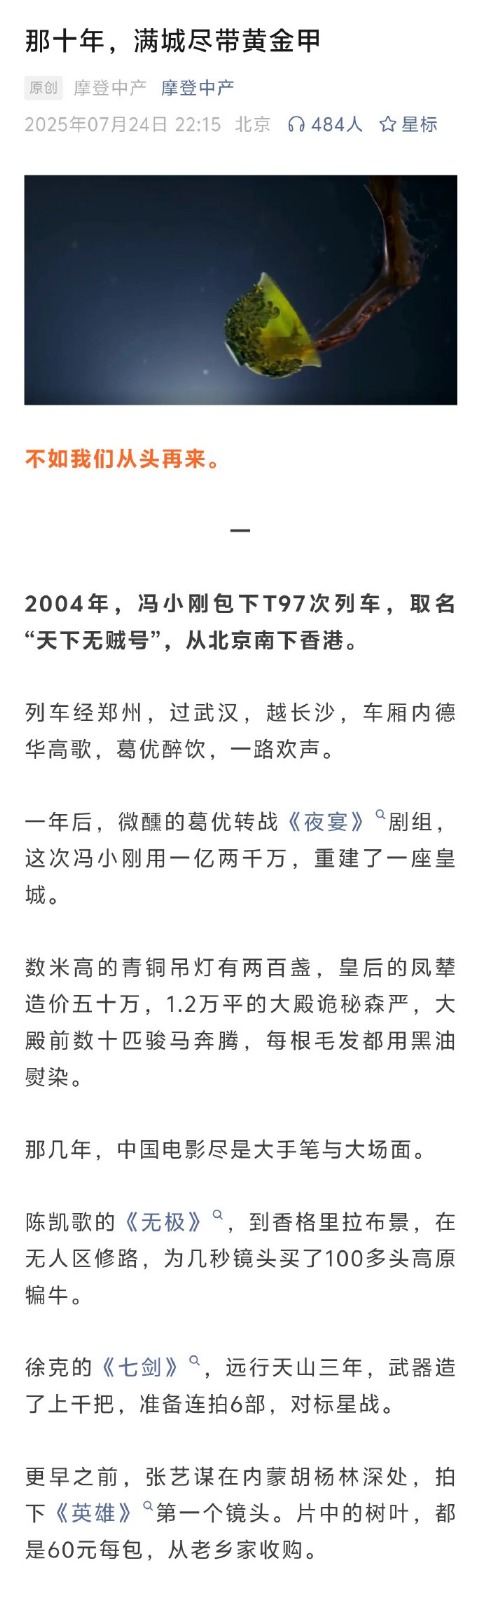 那十年，满城尽带黄金甲
原创 摩登中产 摩登中产
2025年07月24日 22:15 北京 484人 星标
不如我们从头再来。
一
2004年，冯小刚包下T97次列车，取名
“天下无贼号”，从北京南下香港。
列车经郑州，过武汉，越长沙，车厢内德
华高歌，葛优醉饮，一路欢声。
一年后，微醺的葛优转战《夜宴》剧组，
这次冯小刚用一亿两千万，重建了一座皇
城。
数米高的青铜吊灯有两百盏，皇后的凤辇
造价五十万，1.2万平的大殿诡秘森严，大
殿前数十匹骏马奔腾，每根毛发都用黑油
熨染。
那几年，中国电影尽是大手笔与大场面。
陈凯歌的《无极》，到香格里拉布景，在
无人区修路，为几秒镜头买了100多头高原
犏牛。
徐克的《七剑》，远行天山三年，武器造
了上千把，准备连拍6部，对标星战。
更早之前，张艺谋在内蒙胡杨林深处，拍
下《英雄》第一个镜头。片中的树叶，都
是60元每包，从老乡家收购。